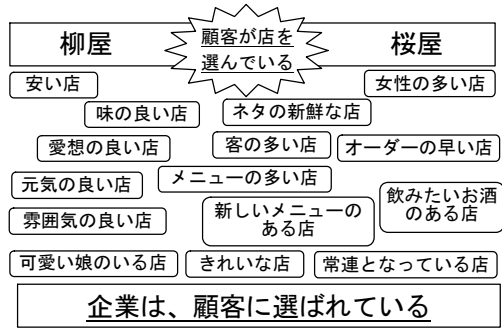 柳屋
顧客が店を
選んでいる
桜屋
安い店
女性の多い店
味の良い店
ネタの新鮮な店
愛想の良い店
客の多い店
オーダーの早い店
元気の良い店
メニューの多い店
飲みたいお酒
のある店
雰囲気の良い店
新しいメニューの
ある店
可愛い娘のいる店
きれいな店
常連となっている店
企業は、顧客に選ばれている